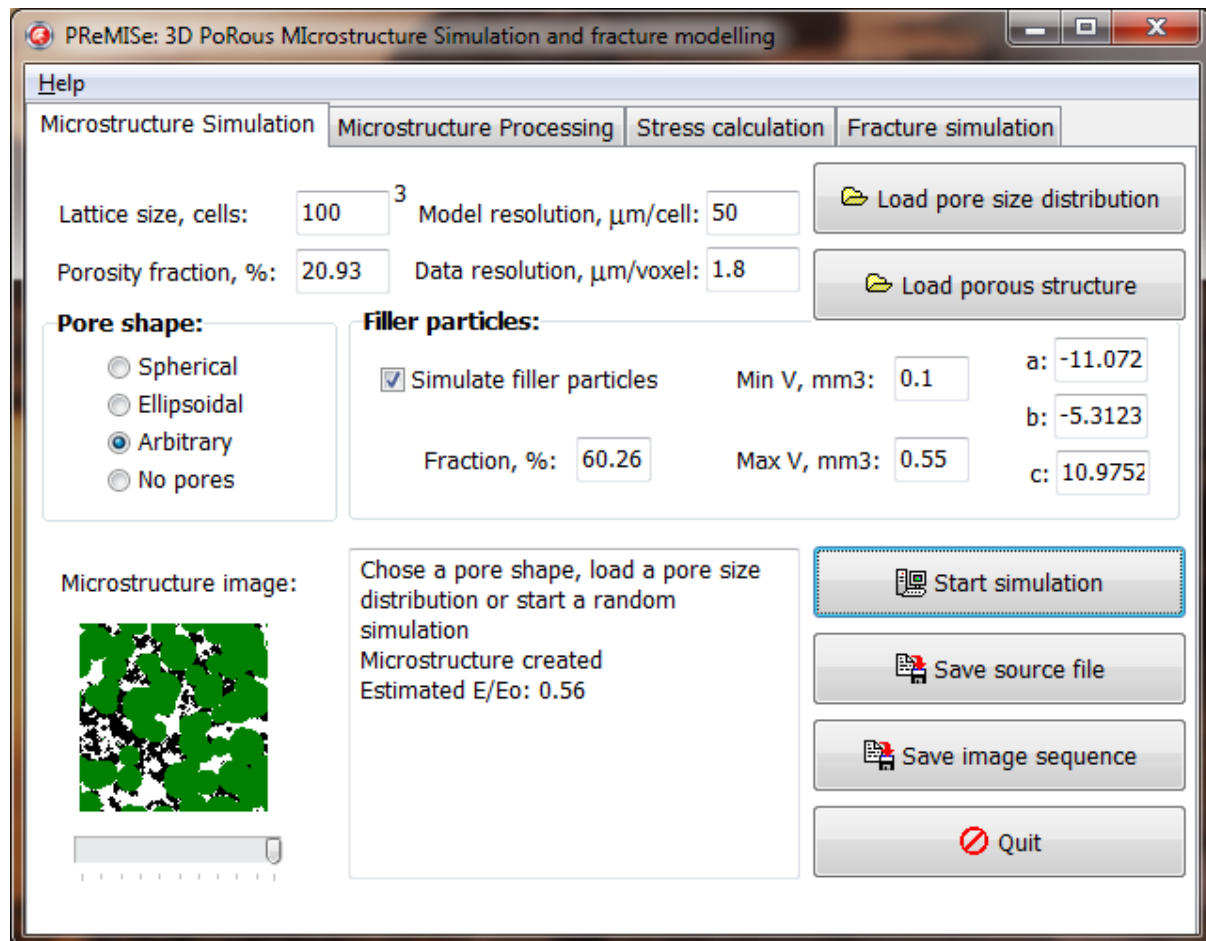 PReMISe: 3D PoRous MIcrostructure Simulation and fracture modelling
Help
Microstructure Simulation Microstructure Processing Stress calculation Fracture simulation
Lattice size, cells: 100 3 Model resolution, μm/cell: 50 Load pore size distribution
Porosity fraction, %: 20.93 Data resolution, μm/voxel: 1.8 Load porous structure
Pore shape:
Spherical
Ellipsoidal
Arbitrary
No pores
Filler particles:
Simulate filler particles Min V, mm3: 0.1 a: -11.072
b: -5.3123
Fraction, %: 60.26 Max V, mm3: 0.55 c: 10.9752
Microstructure image:
Chose a pore shape, load a pore size
distribution or start a random
simulation
Microstructure created
Estimated E/Eo: 0.56
Start simulation
Save source file
Save image sequence
Quit